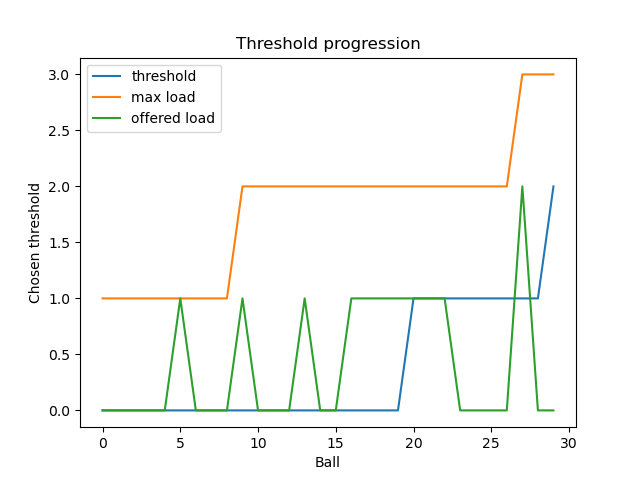 Threshold progression
threshold
max load
offered load
3.0
2.5
2.0
1.5
1.0
0.5
0.0
Chosen threshold
0 5 10 15 20 25 30
Ball